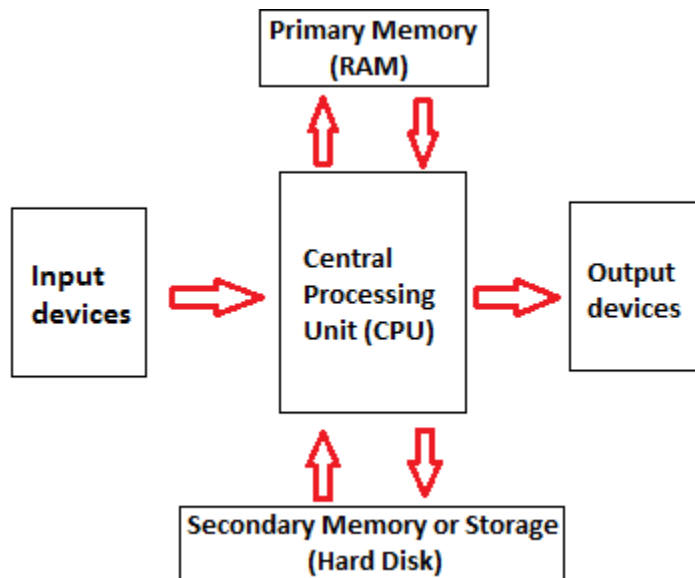 Primary Memory
(RAM)
Input
devices
Central
Processing
Unit (CPU)
Output
devices
Secondary Memory or Storage
(Hard Disk)